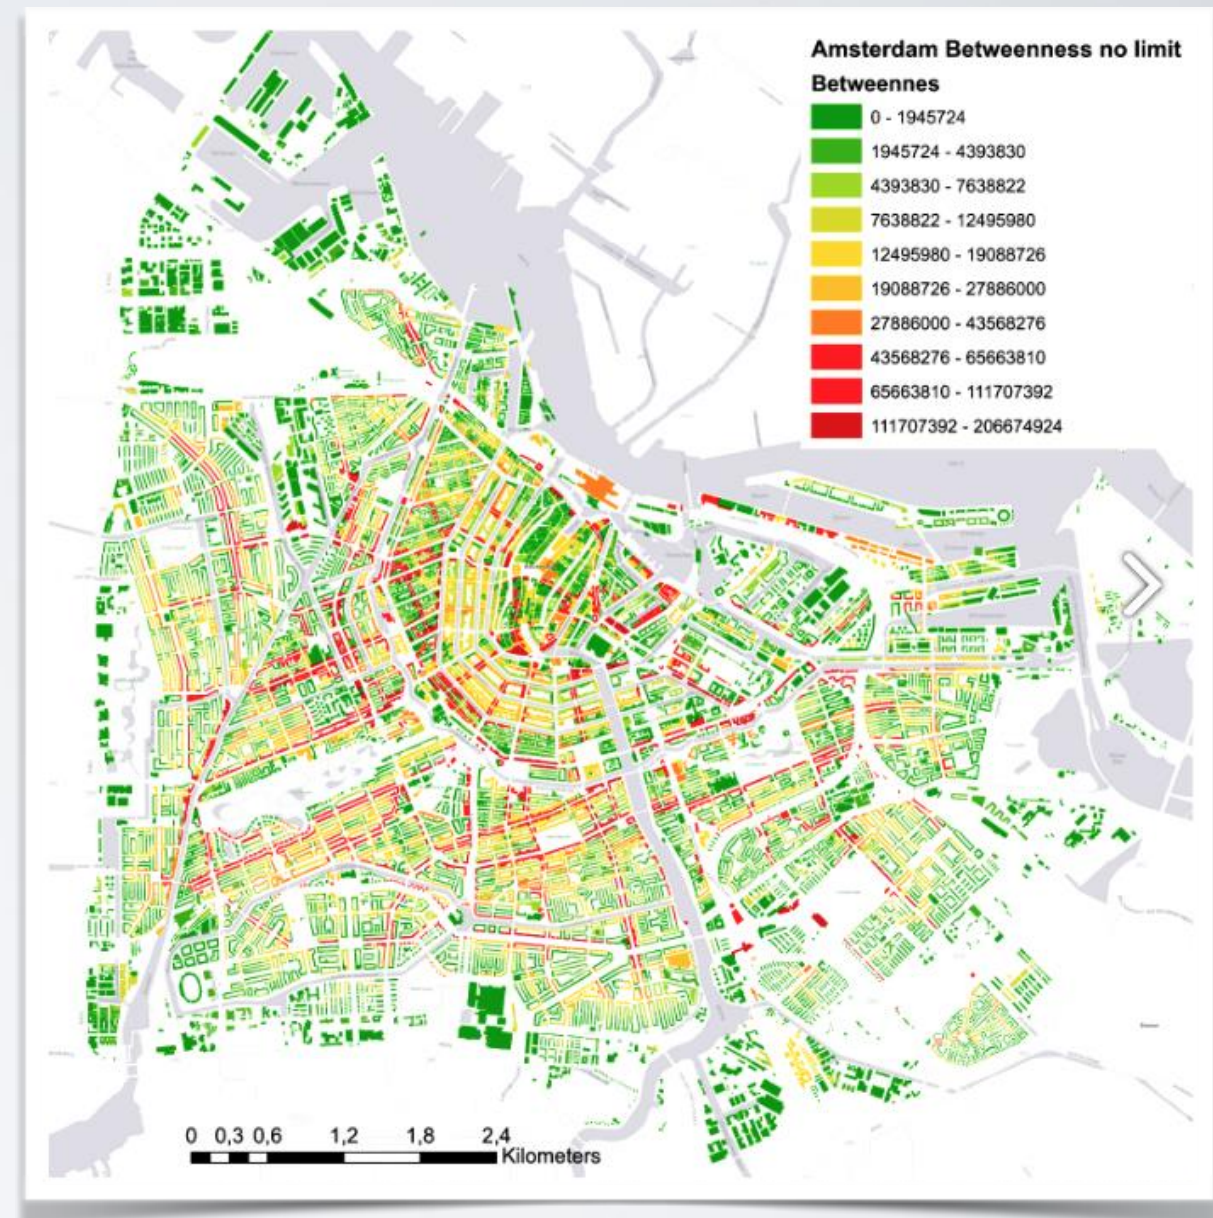 Amsterdam Betweenness no limit
Betweennes
0 - 1945724
1945724 - 4393830
4393830 - 7638822
7638822 - 12495980
12495980 - 19088726
19088726 - 27886000
27886000 - 43568276
43568276 - 65663810
65663810 - 111707392
111707392 - 206674924
0 0,3 0,6 1,2 1,8 2,4
Kilometers